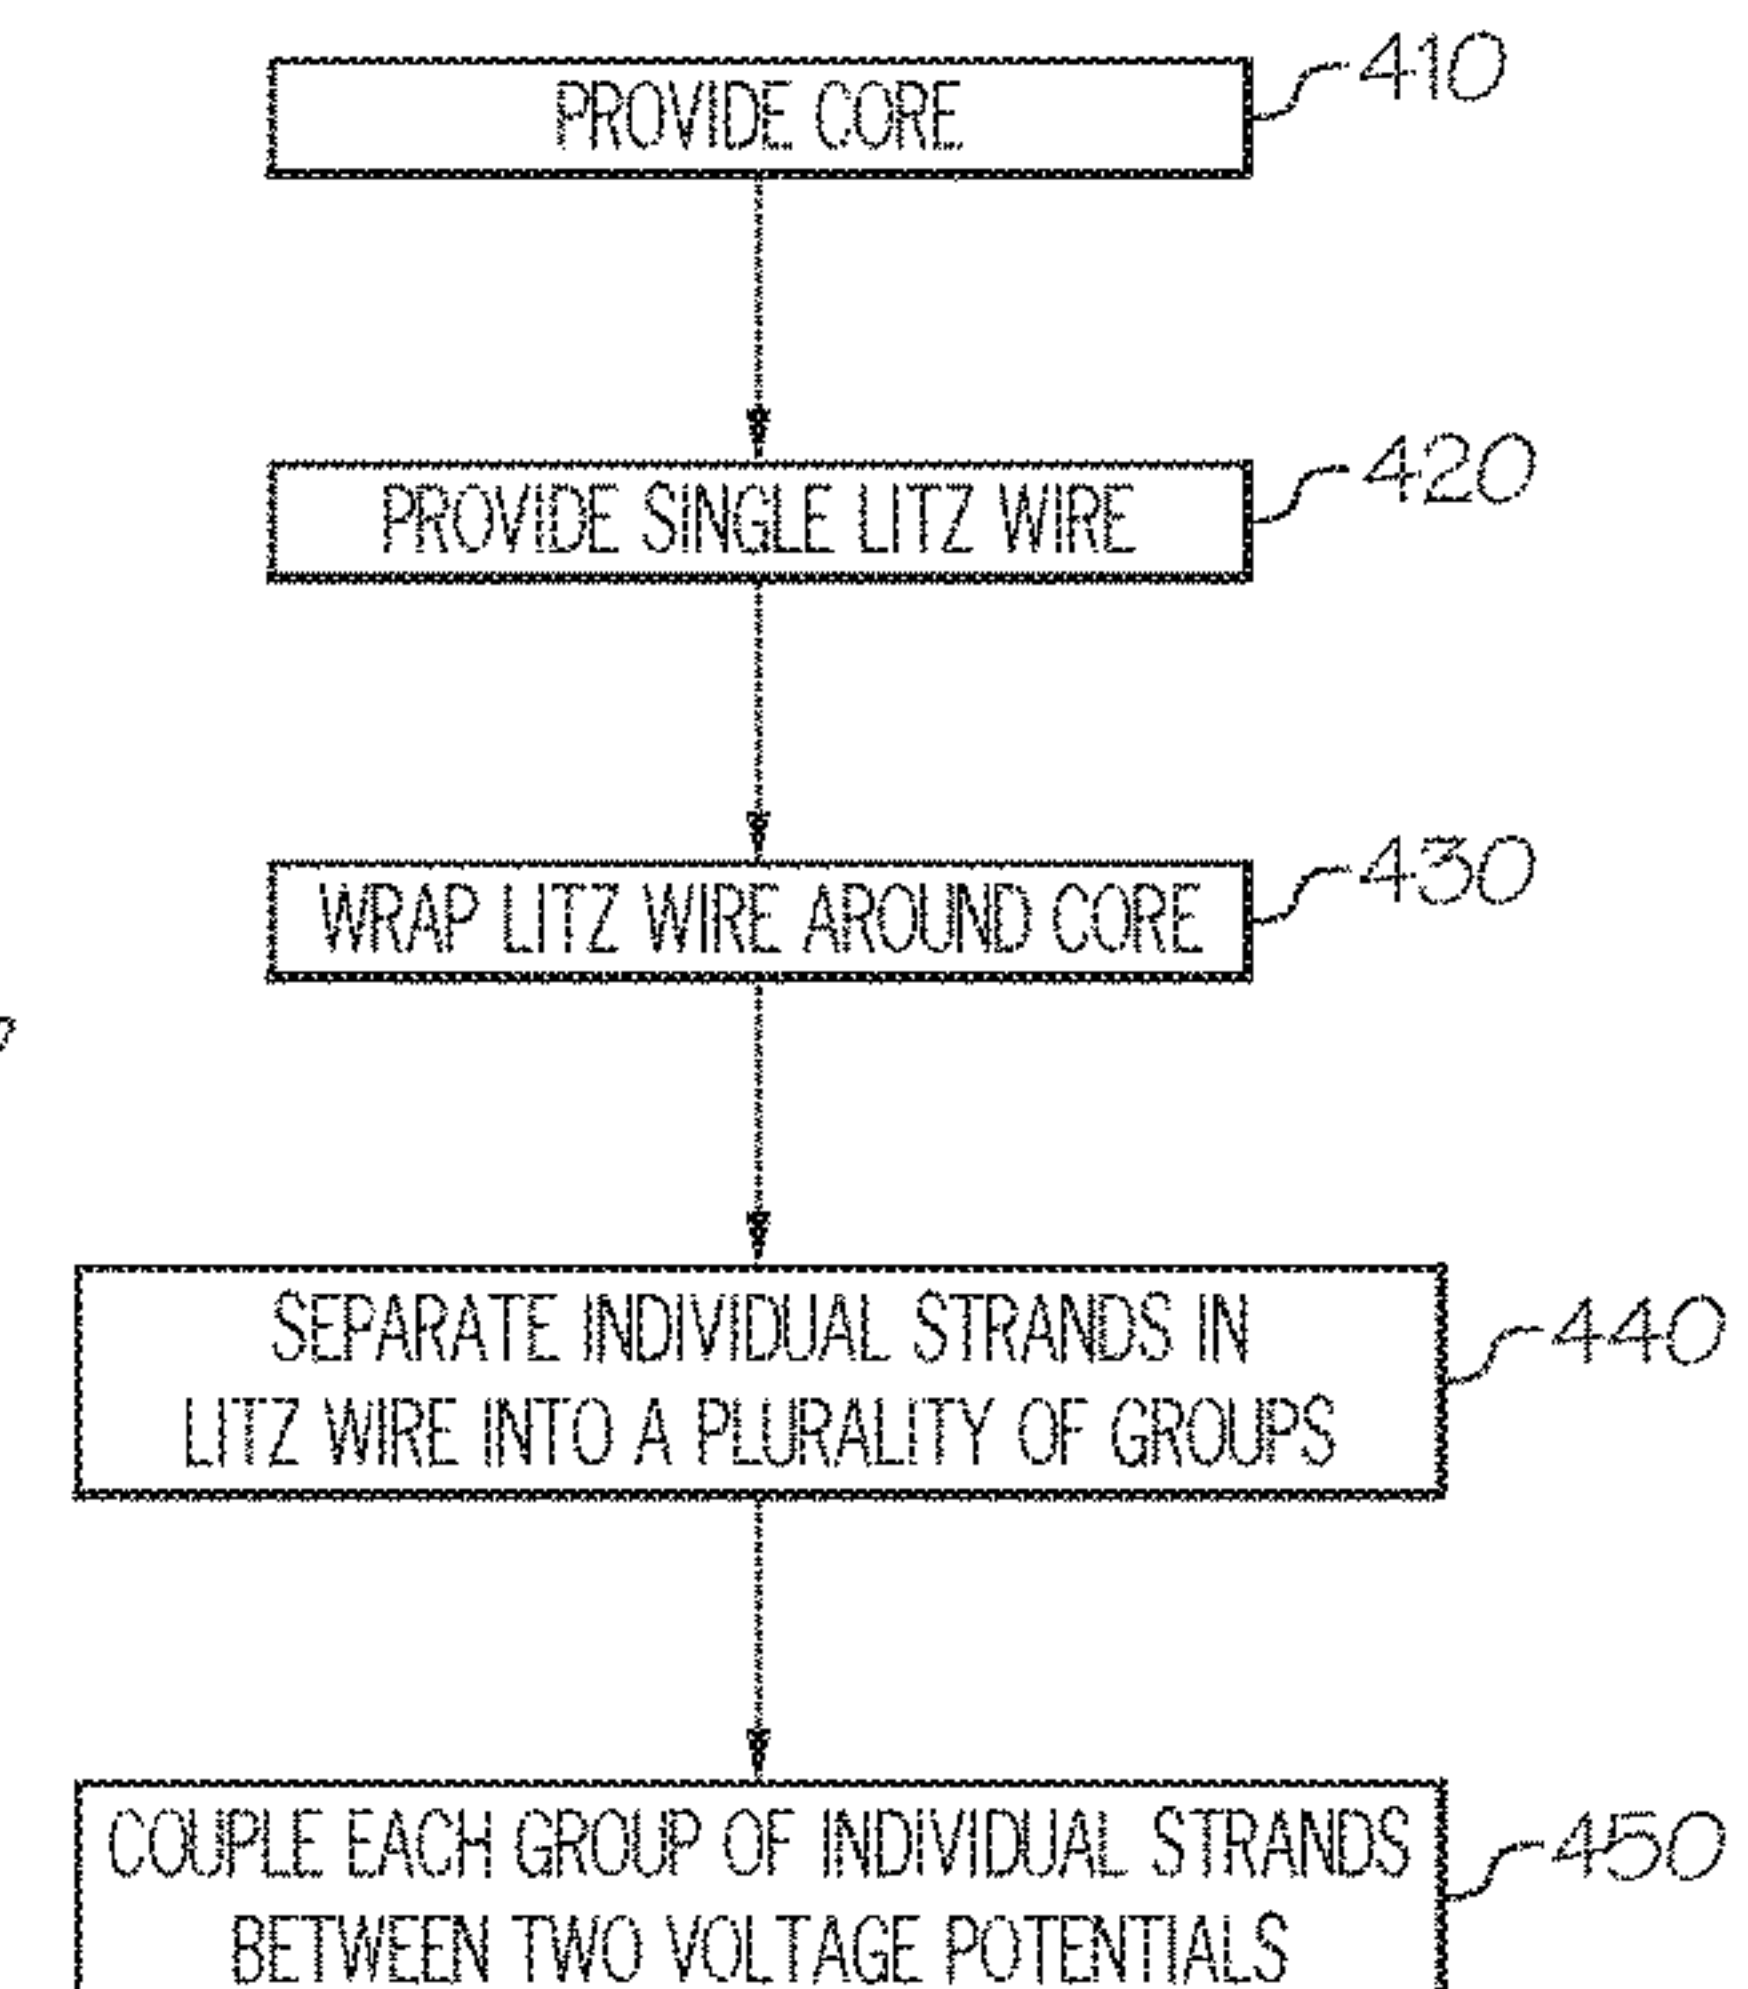 PROVIDE CORE
410
PROVIDE SINGLE LITZ WIRE
420
WRAP LITZ WIRE AROUND CORE
430
SEPARATE INDIVIDUAL STRANDS IN
LITZ WIRE INTO A PLURALITY OF GROUPS
440
COUPLE EACH GROUP OF INDIVIDUAL STRANDS
BETWEEN TWO VOLTAGE POTENTIALS
450